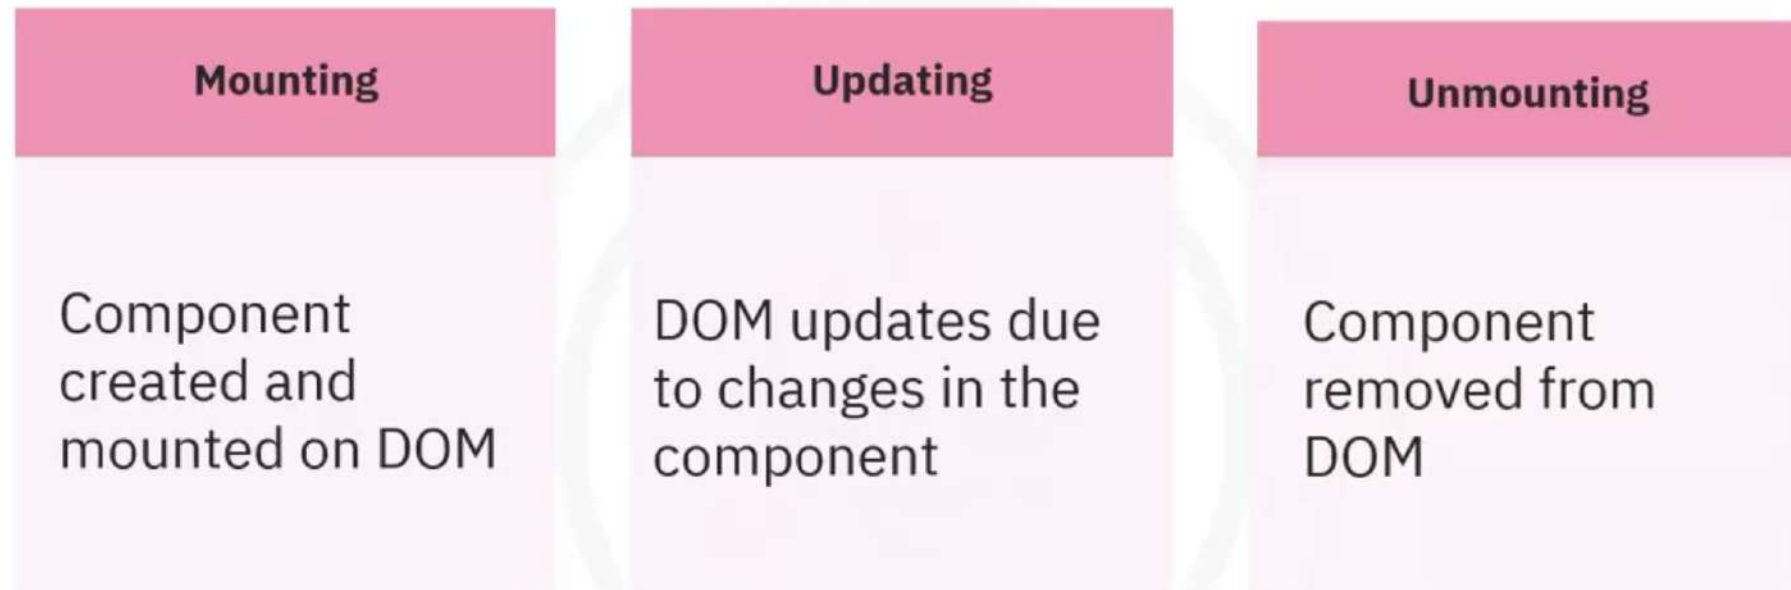 Mounting
Component
created and
mounted on DOM
Updating
DOM updates due
to changes in the
component
Unmounting
Component
removed from
DOM